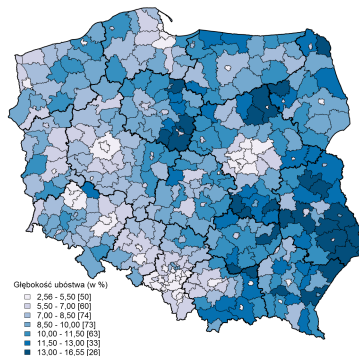 Głębokość ubóstwa (w %)
2,56 - 5,50 [50]
5,50 - 7,00 [60]
7,00 - 8,50 [74]
8,50 - 10,00 [73]
10,00 - 11,50 [63]
11,50 - 13,00 [33]
13,00 - 16,55 [26]